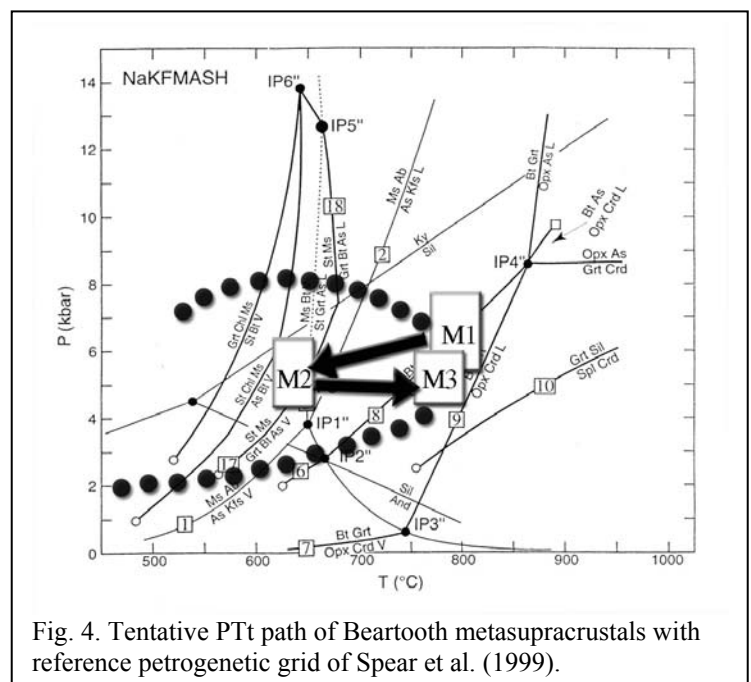 NaKFMASH
P (kbar)
14
12
10
8
6
4
2
0
IP6"
IP5"
18
St Ms
Grt Bt As L
St Grt As L
Ms Bt
2
Ms Ab
As Kfs L
Ky
Sil
Bt Grt
Opx As L
Bt As
Opx Crd L
IP4"
Opx As
Grt Crd
Grt Chl Ms
St Bt V
St Chl Ms
As Bt V
M1
M2
M3
Opx Crd L
Grt Sil
Spl Crd
10
9
8
St Ms
Grt Bt As V
17
IP1"
IP2"
6
Ms Ab
As Kfs V
1
Sil
And
IP3"
Bt Grt
Opx Crd V
7
500
600
700
800
900
1000
T (°C)
Fig. 4. Tentative PTt path of Beartooth metasupracrustals with
reference petrogenetic grid of Spear et al. (1999).